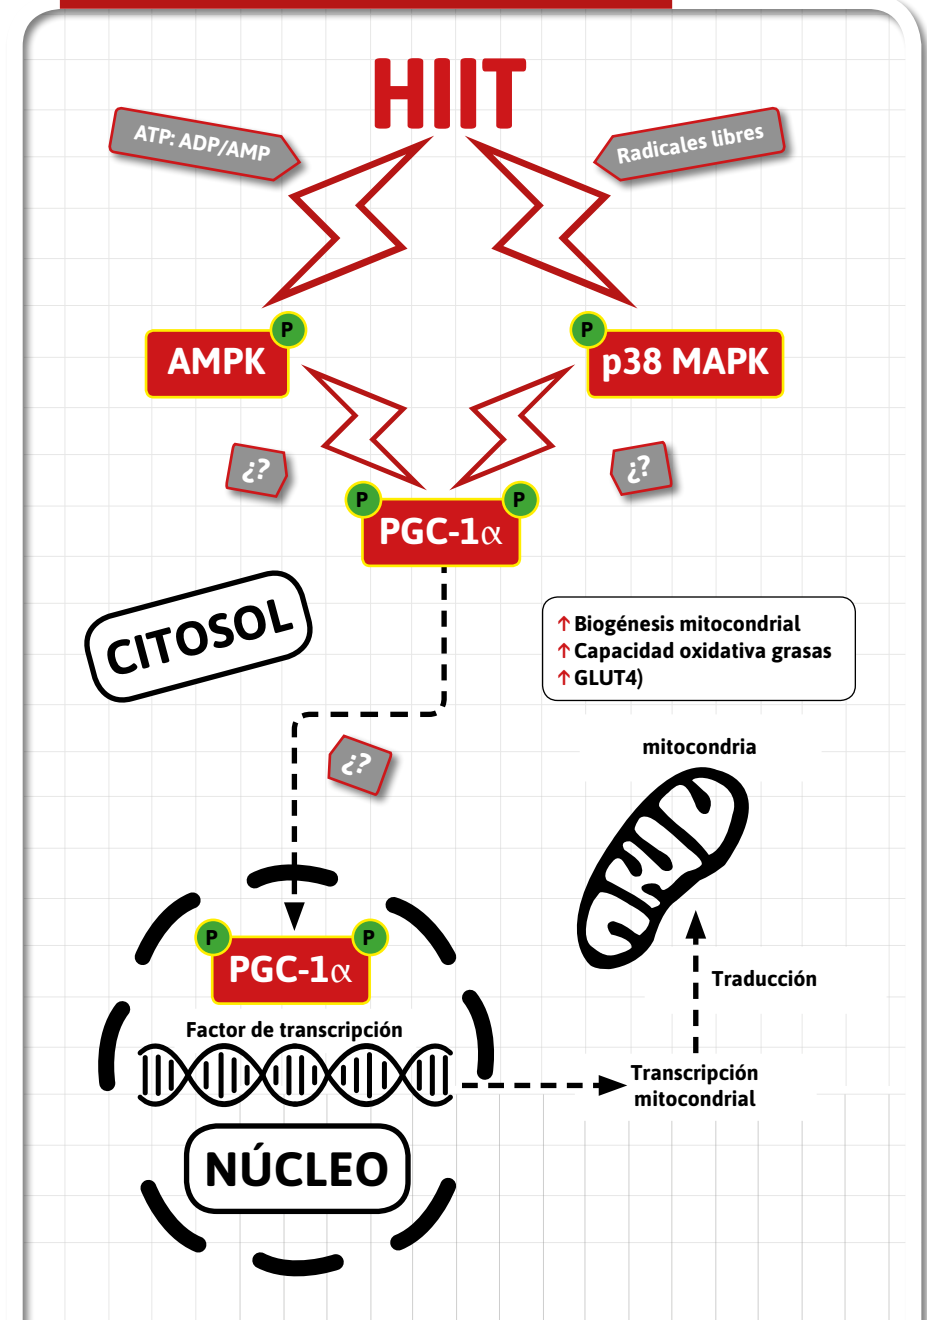 HIIT
ATP: ADP/AMP
Radicales libres
P
P
AMPK
p38 MAPK
¿?
¿?
P
P
PGC-1α
CITOSOL
↑ Biogénesis mitocondrial
↑ Capacidad oxidativa grasas
↑ GLUT4)
mitocondria
¿?
P
P
PGC-1α
Traducción
Factor de transcripción
Transcripción
mitocondrial
NÚCLEO